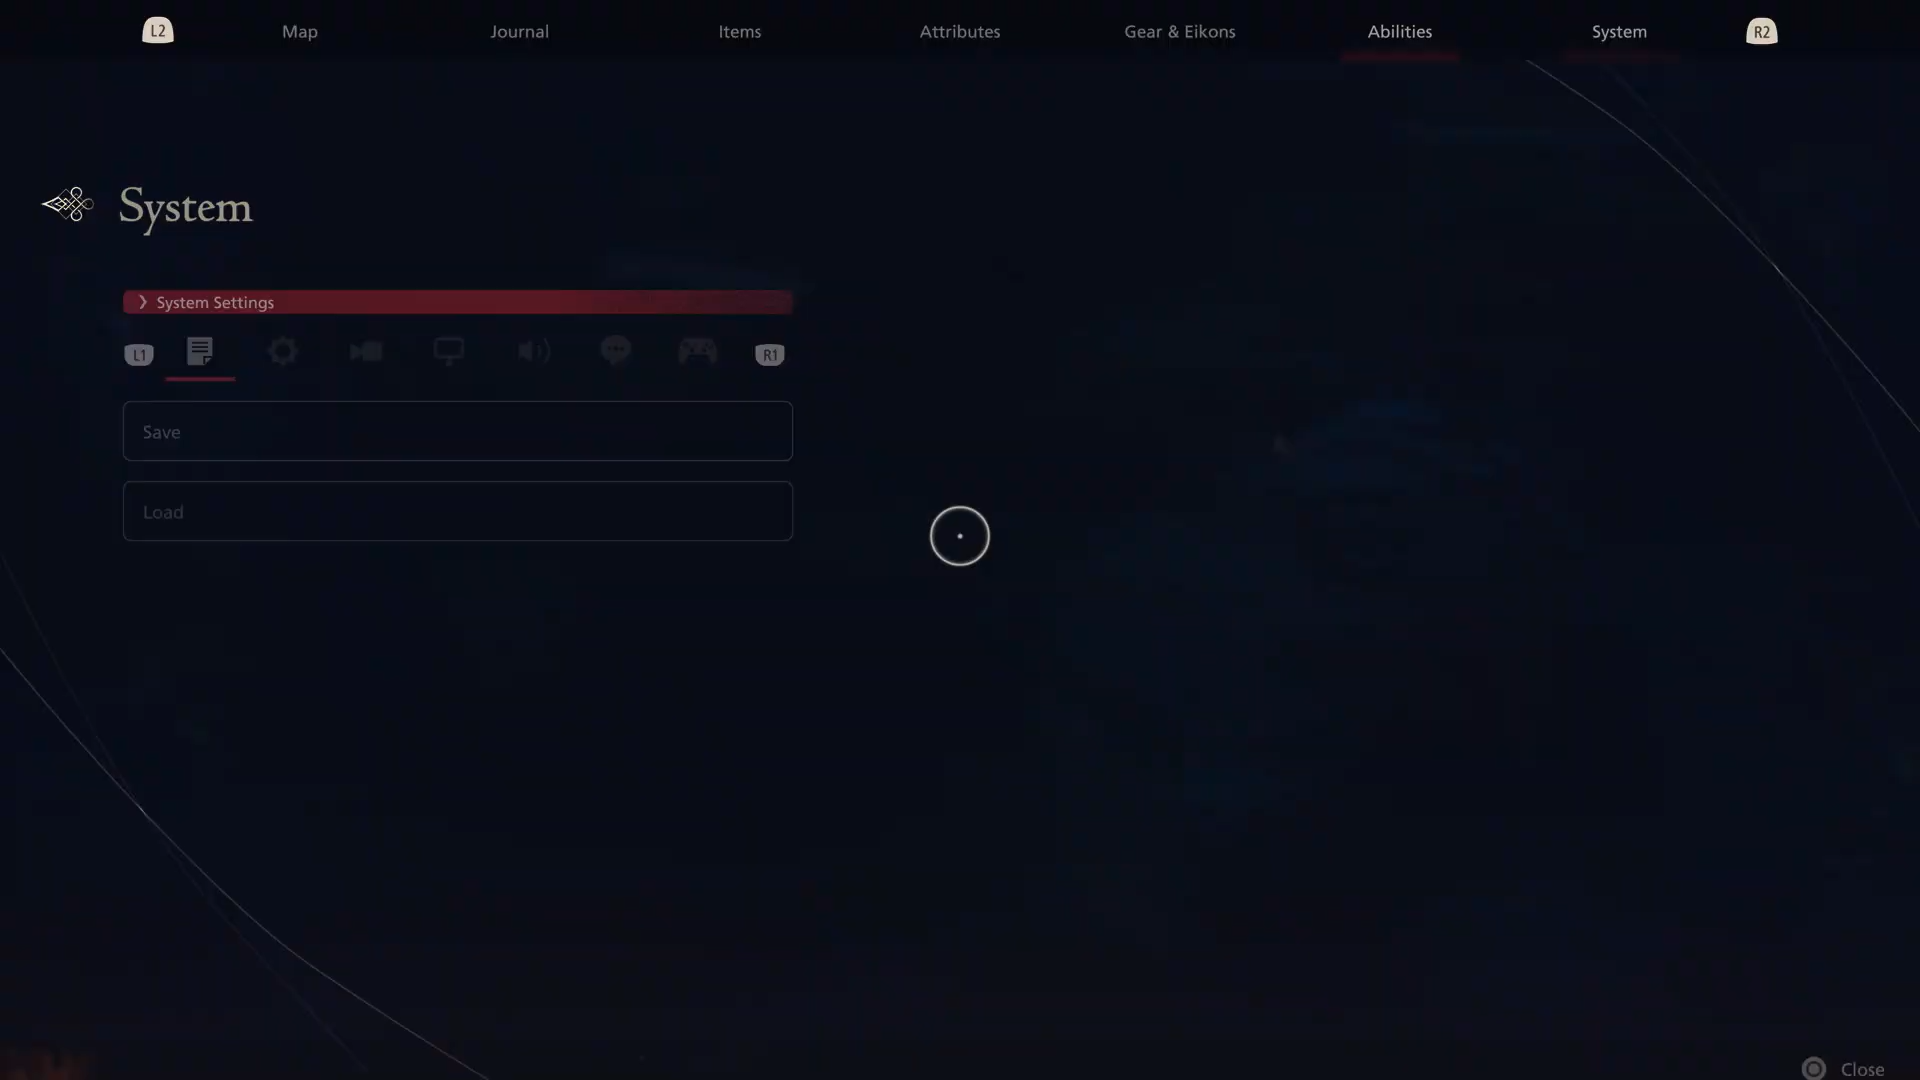 L2 Map Journal Items Attributes Gear & Eikons Abilities System R2
System
System Settings
L1 R1
Save
Load
Close